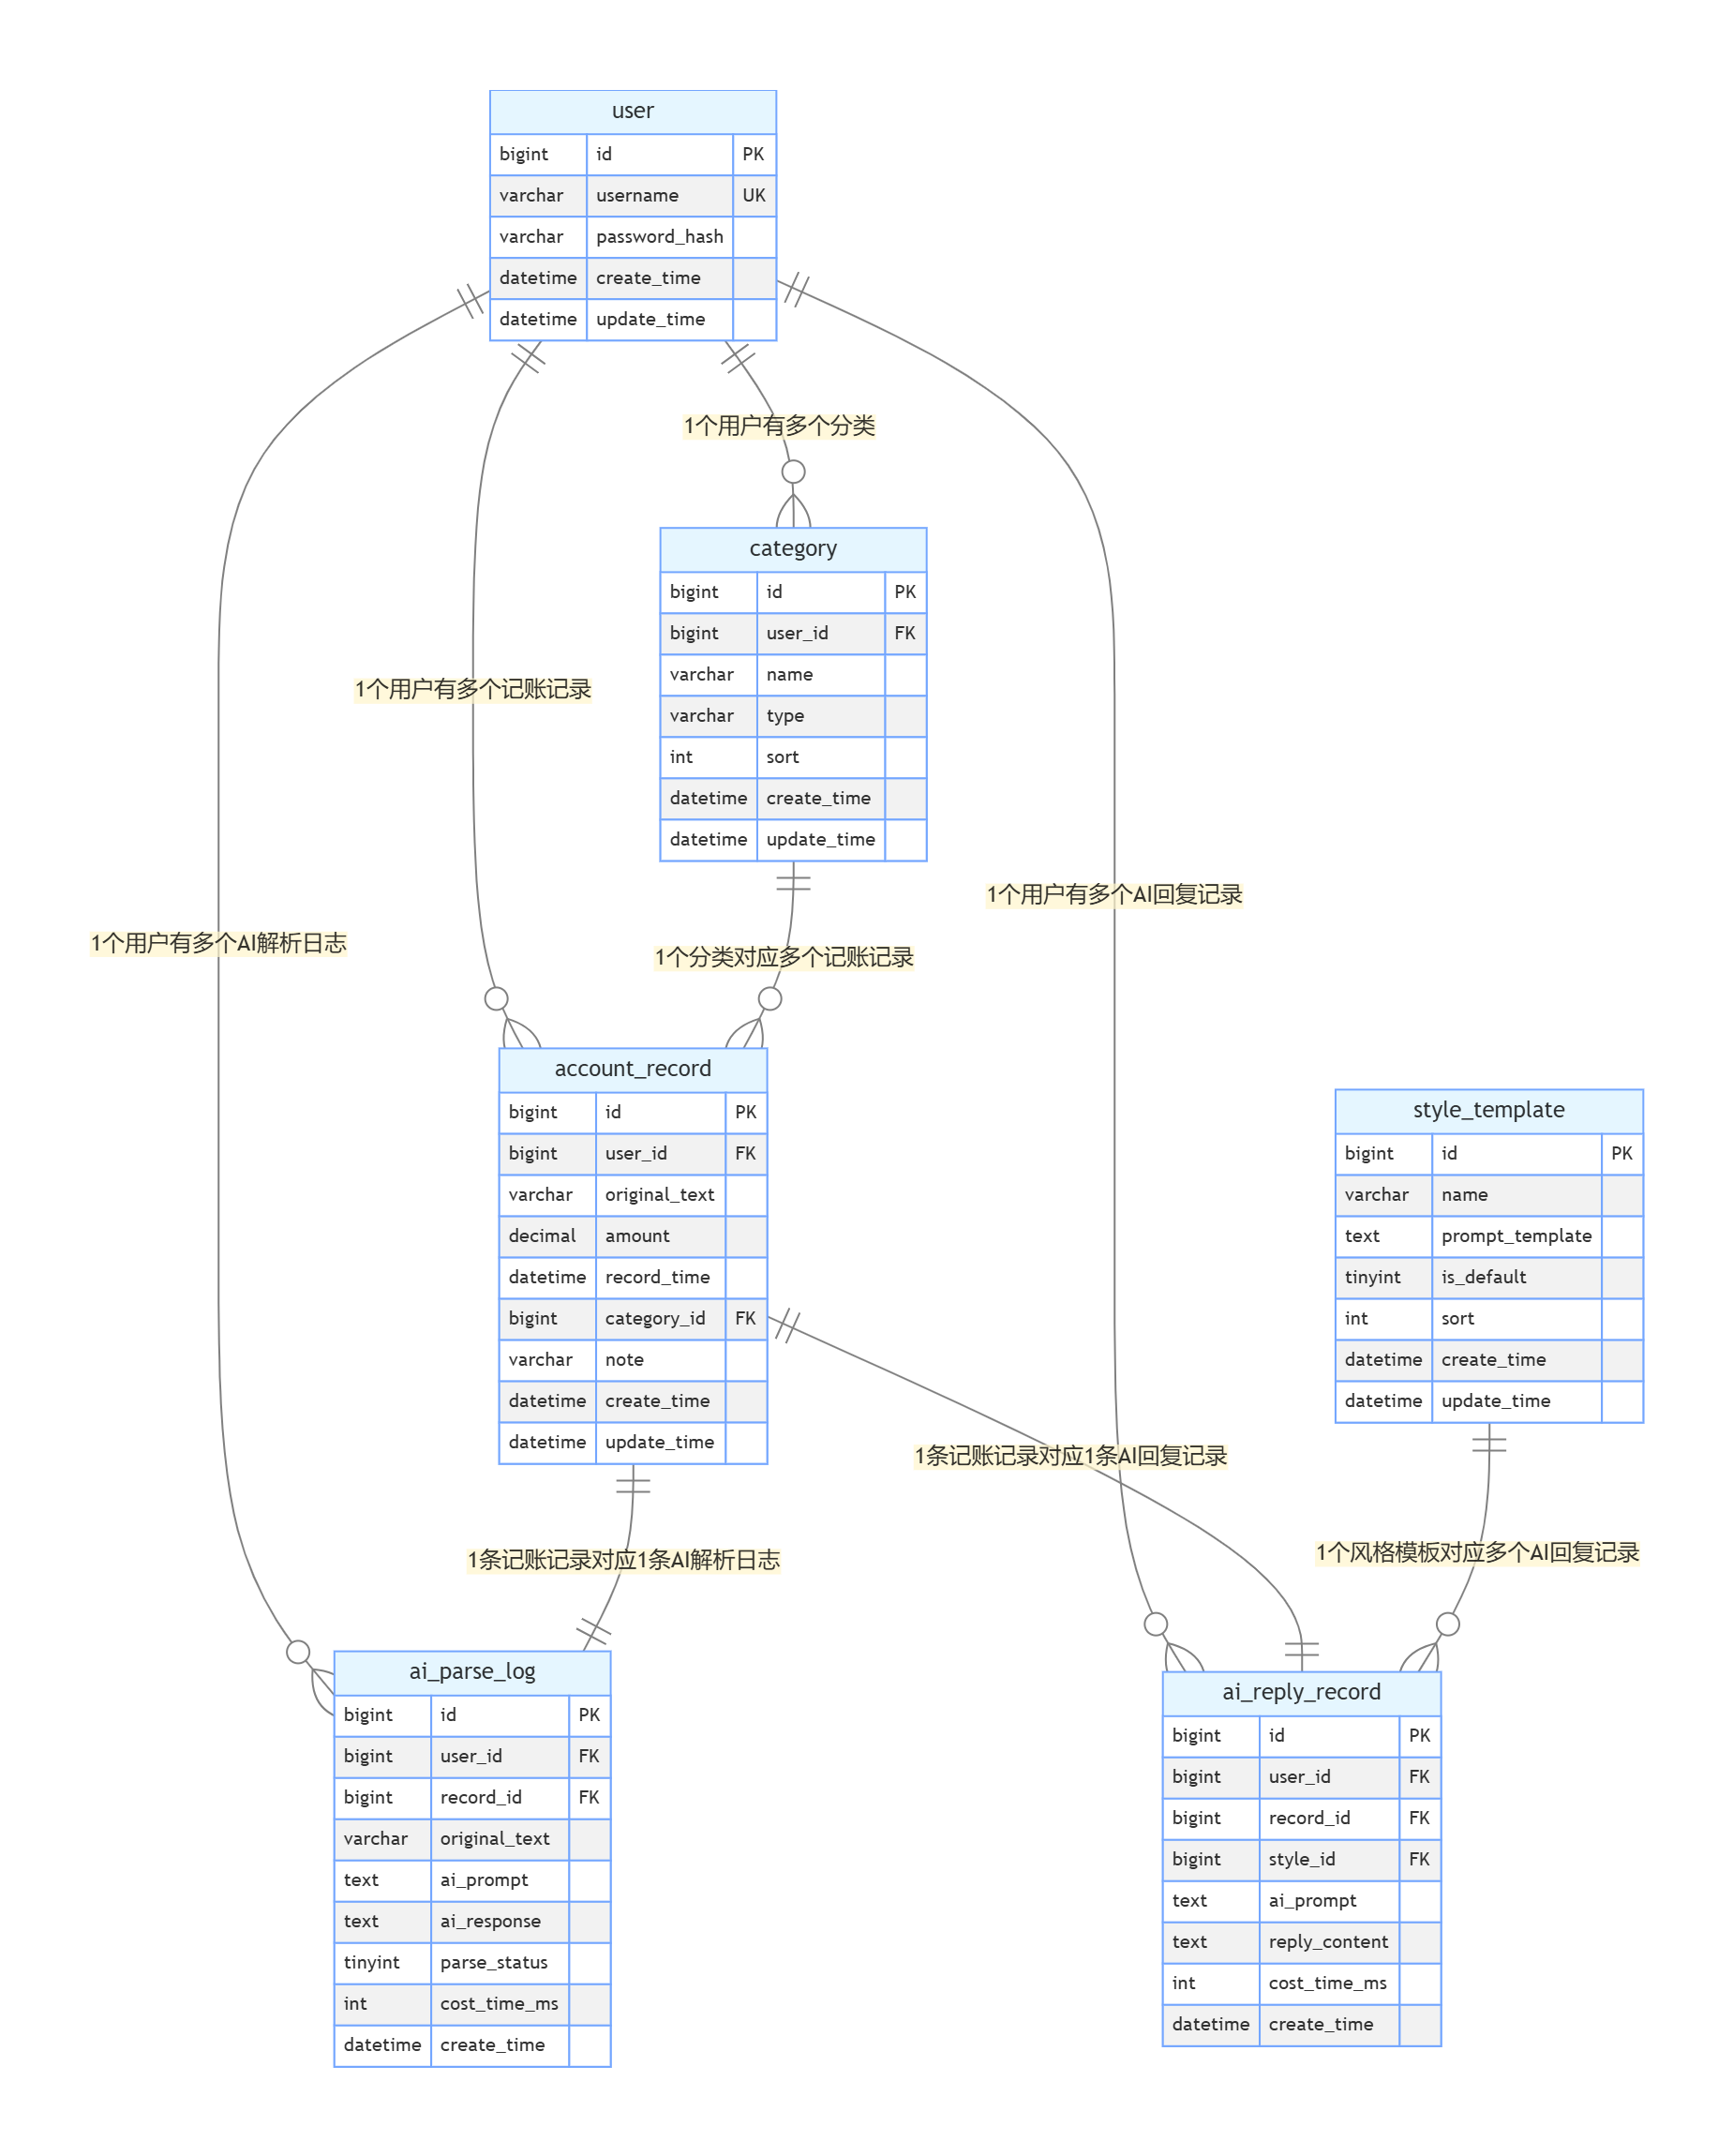 user
bigint id PK
varchar username UK
varchar password_hash
datetime create_time
datetime update_time
1个用户有多个分类
category
bigint id PK
bigint user_id FK
varchar name
varchar type
int sort
datetime create_time
datetime update_time
1个用户有多个记账记录
1个用户有多个AI回复记录
1个用户有多个AI解析日志
1个分类对应多个记账记录
account_record
bigint id PK
bigint user_id FK
varchar original_text
decimal amount
datetime record_time
bigint category_id FK
varchar note
datetime create_time
datetime update_time
style_template
bigint id PK
varchar name
text prompt_template
tinyint is_default
int sort
datetime create_time
datetime update_time
1条记账记录对应1条AI回复记录
1条记账记录对应1条AI解析日志
1个风格模板对应多个AI回复记录
ai_parse_log
bigint id PK
bigint user_id FK
bigint record_id FK
varchar original_text
text ai_prompt
text ai_response
tinyint parse_status
int cost_time_ms
datetime create_time
ai_reply_record
bigint id PK
bigint user_id FK
bigint record_id FK
bigint style_id FK
text ai_prompt
text reply_content
int cost_time_ms
datetime create_time